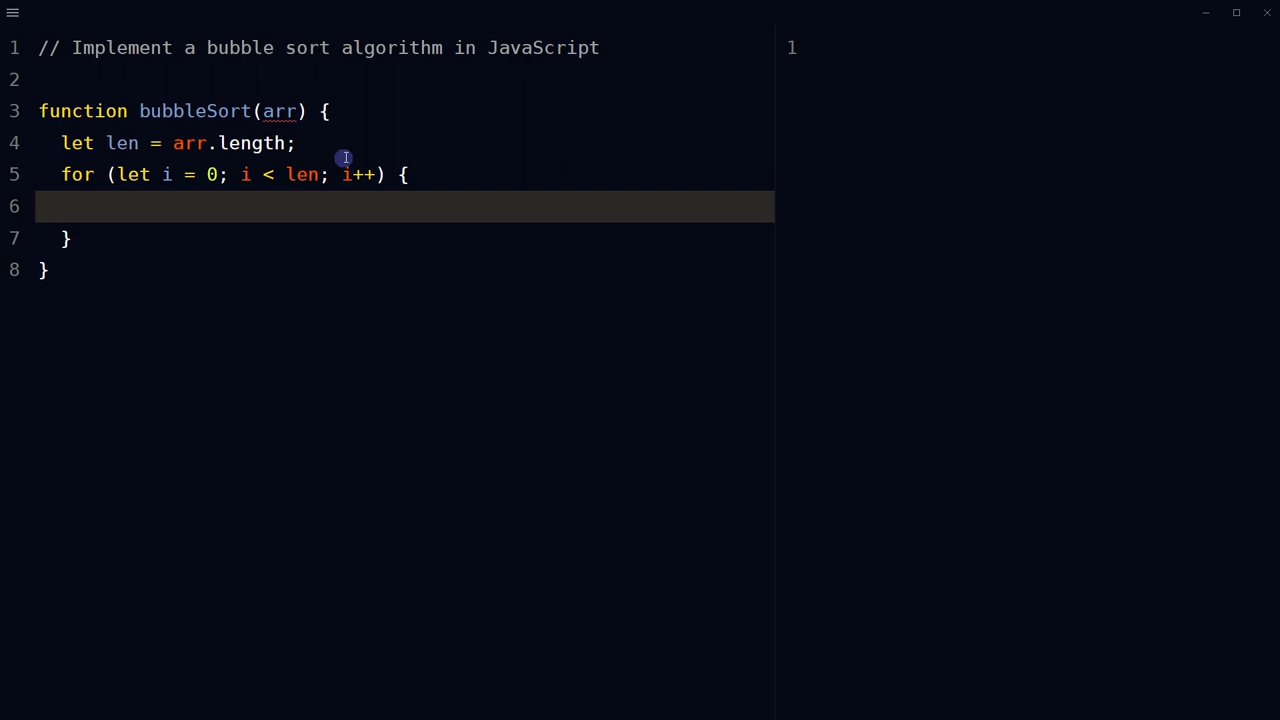 1 // Implement a bubble sort algorithm in JavaScript
2
3 function bubbleSort(arr) {
4   let len = arr.length;
5   for (let i = 0; i < len; i++) {
6
7   }
8 }
1